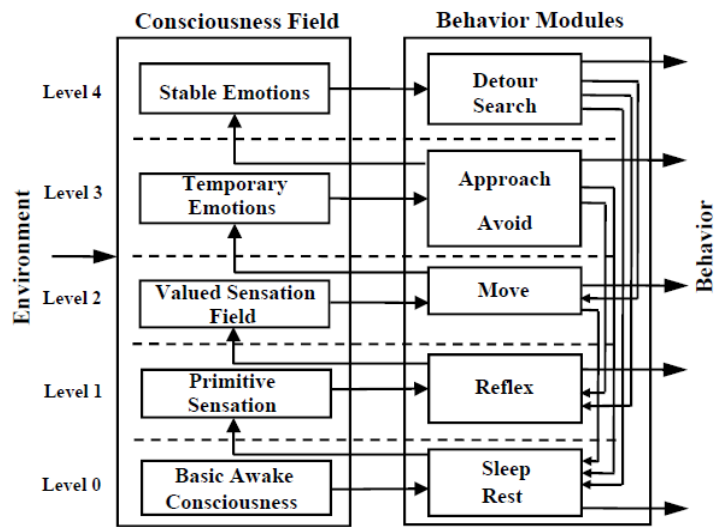 Consciousness Field
Behavior Modules
Level 4
Stable Emotions
Detour
Search
Level 3
Temporary
Emotions
Approach
Avoid
Environment
Level 2
Valued Sensation
Field
Move
Behavior
Level 1
Primitive
Sensation
Reflex
Level 0
Basic Awake
Consciousness
Sleep
Rest